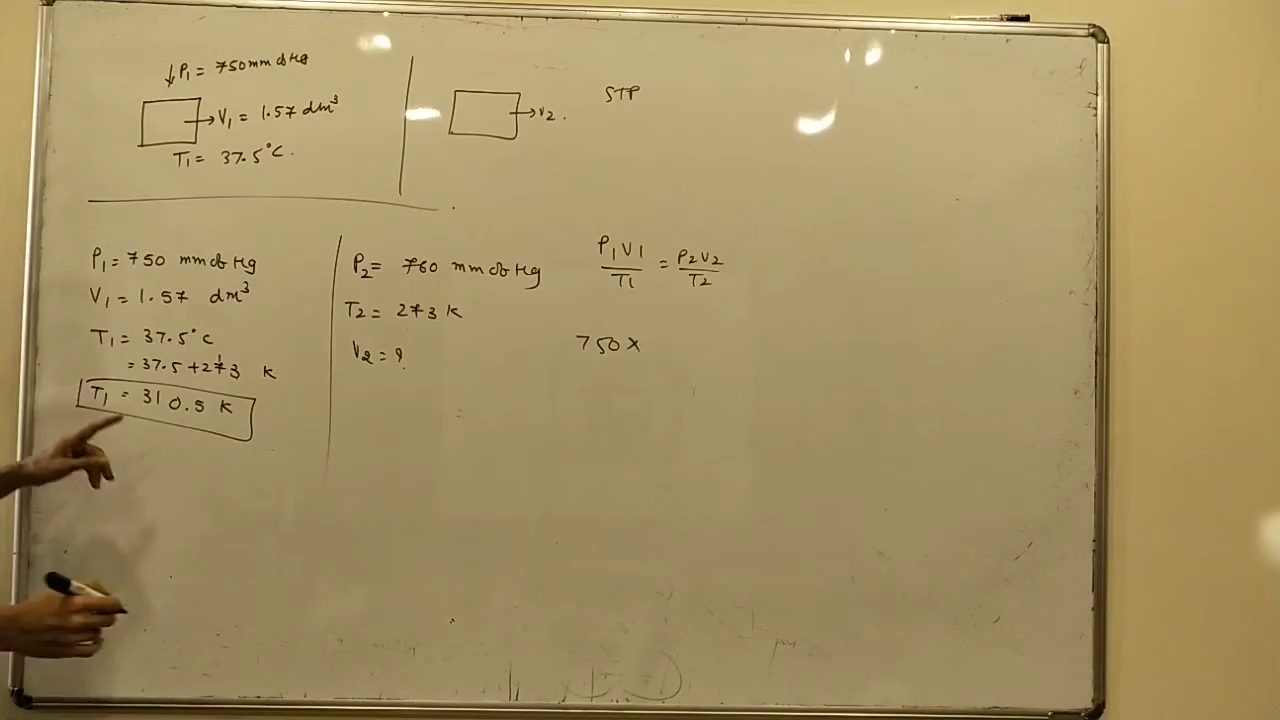 ↓P₁ = 750 mm of Hg
→ V₁ = 1.57 dm³
T₁ = 37.5°C.
→ V₂.
STP
P₁ = 750 mm of Hg
V₁ = 1.57 dm³
T₁ = 37.5°C
= 37.5 + 273 K
T₁ = 310.5 K
P₂ = 760 mm of Hg
T₂ = 273 K
V₂ = ?
P₁V₁/T₁ = P₂V₂/T₂
750 ×